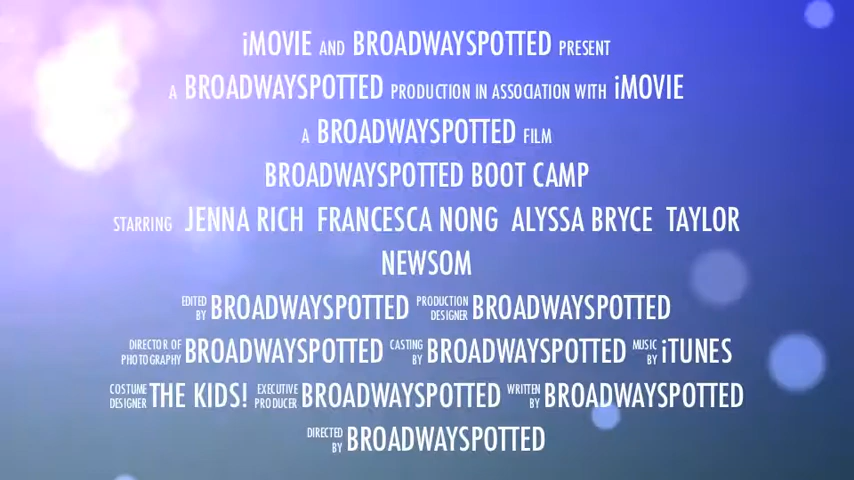 iMOVIE AND BROADWAYSPOTTED PRESENT
A BROADWAYSPOTTED PRODUCTION IN ASSOCIATION WITH iMOVIE
A BROADWAYSPOTTED FILM
BROADWAYSPOTTED BOOT CAMP
STARRING JENNA RICH FRANCESCA NONG ALYSSA BRYCE TAYLOR
NEWSOM
EDITED BY BROADWAYSPOTTED PRODUCTION DESIGNER BROADWAYSPOTTED
DIRECTOR OF PHOTOGRAPHY BROADWAYSPOTTED CASTING BY BROADWAYSPOTTED MUSIC BY iTUNES
COSTUME DESIGNER THE KIDS! EXECUTIVE PRODUCER BROADWAYSPOTTED WRITTEN BY BROADWAYSPOTTED
DIRECTED BY BROADWAYSPOTTED